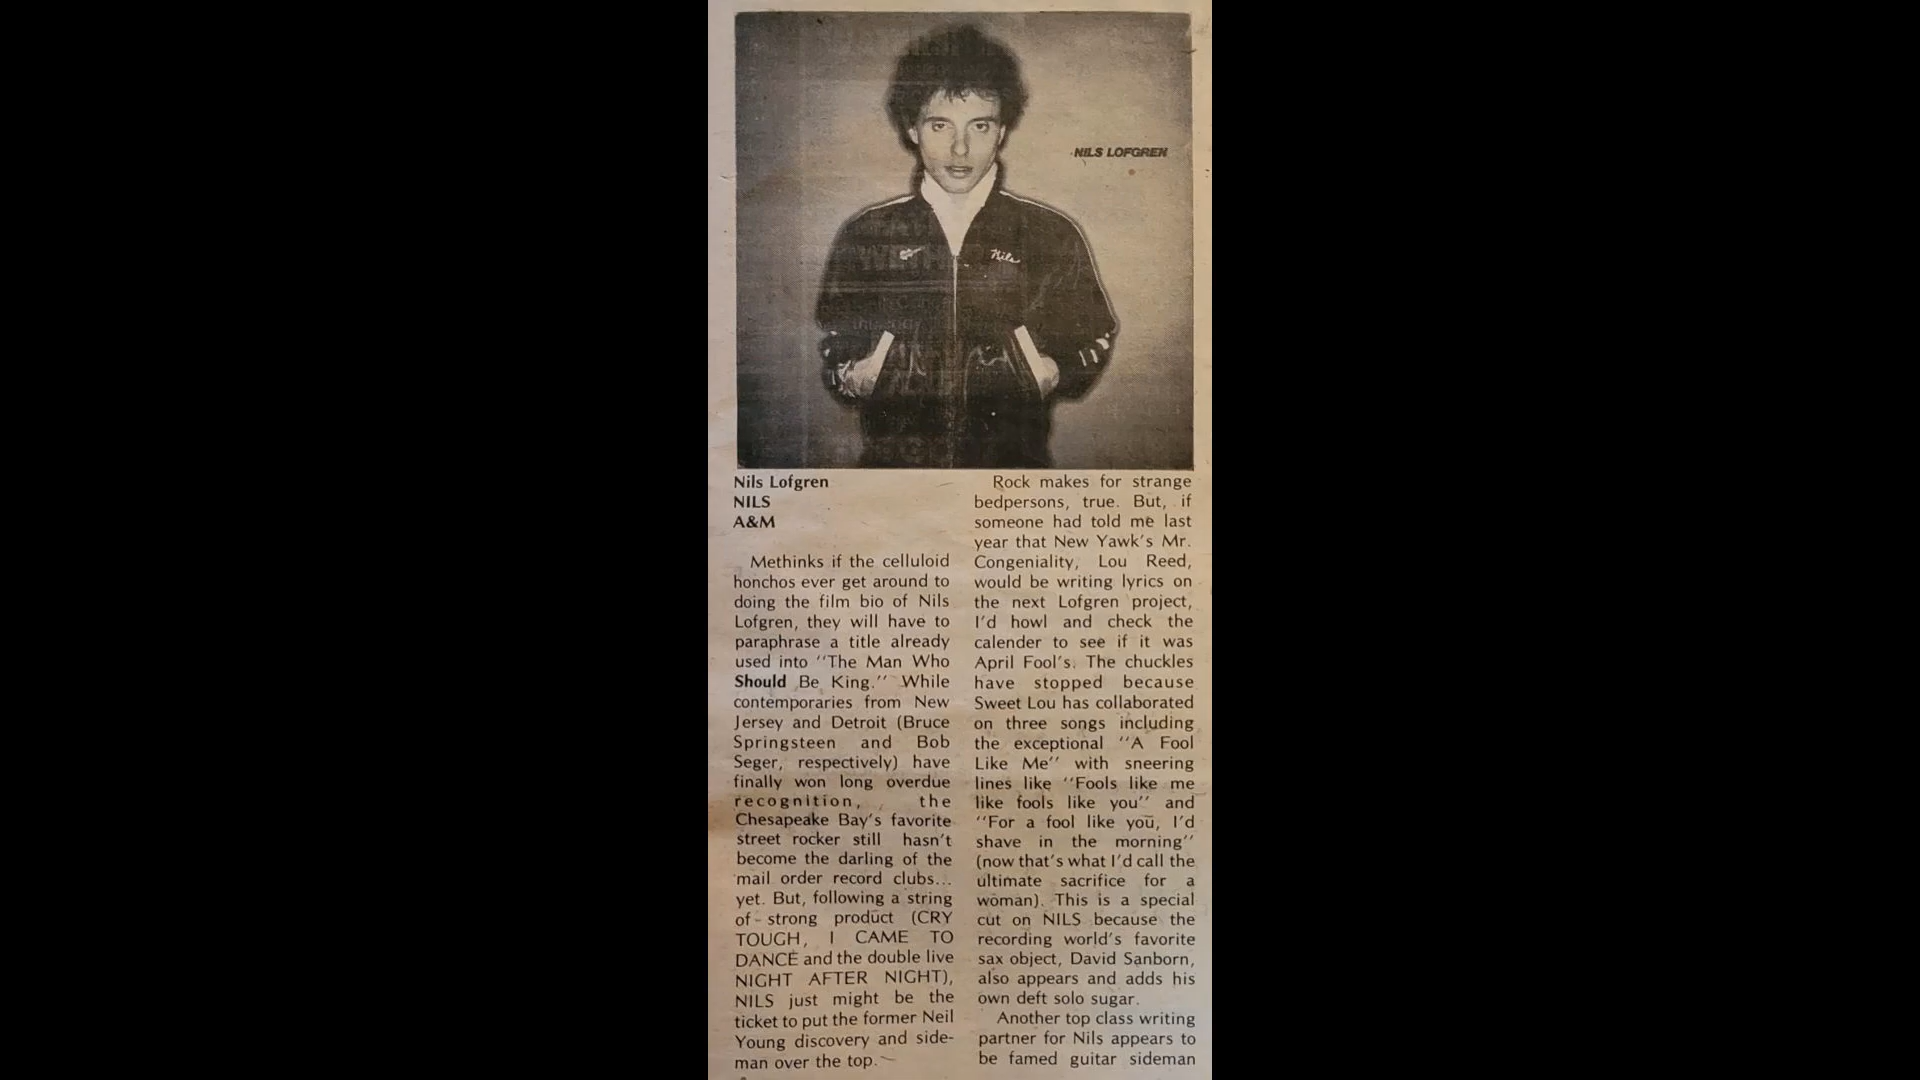 NILS LOFGREN
Nils
Nils Lofgren
NILS
A&M
Methinks if the celluloid
honchos ever get around to
doing the film bio of Nils
Lofgren, they will have to
paraphrase a title already
used into ''The Man Who
Should Be King.'' While
contemporaries from New
Jersey and Detroit (Bruce
Springsteen and Bob
Seger, respectively) have
finally won long overdue
recognition, the
Chesapeake Bay's favorite
street rocker still hasn't
become the darling of the
mail order record clubs...
yet. But, following a string
of strong product (CRY
TOUGH, I CAME TO
DANCE and the double live
NIGHT AFTER NIGHT),
NILS just might be the
ticket to put the former Neil
Young discovery and side-
man over the top.
Rock makes for strange
bedpersons, true. But, if
someone had told me last
year that New Yawk's Mr.
Congeniality, Lou Reed,
would be writing lyrics on
the next Lofgren project,
I'd howl and check the
calender to see if it was
April Fool's. The chuckles
have stopped because
Sweet Lou has collaborated
on three songs including
the exceptional ''A Fool
Like Me'' with sneering
lines like ''Fools like me
like fools like you'' and
''For a fool like you, I'd
shave in the morning''
(now that's what I'd call the
ultimate sacrifice for a
woman). This is a special
cut on NILS because the
recording world's favorite
sax object, David Sanborn,
also appears and adds his
own deft solo sugar.
Another top class writing
partner for Nils appears to
be famed guitar sideman